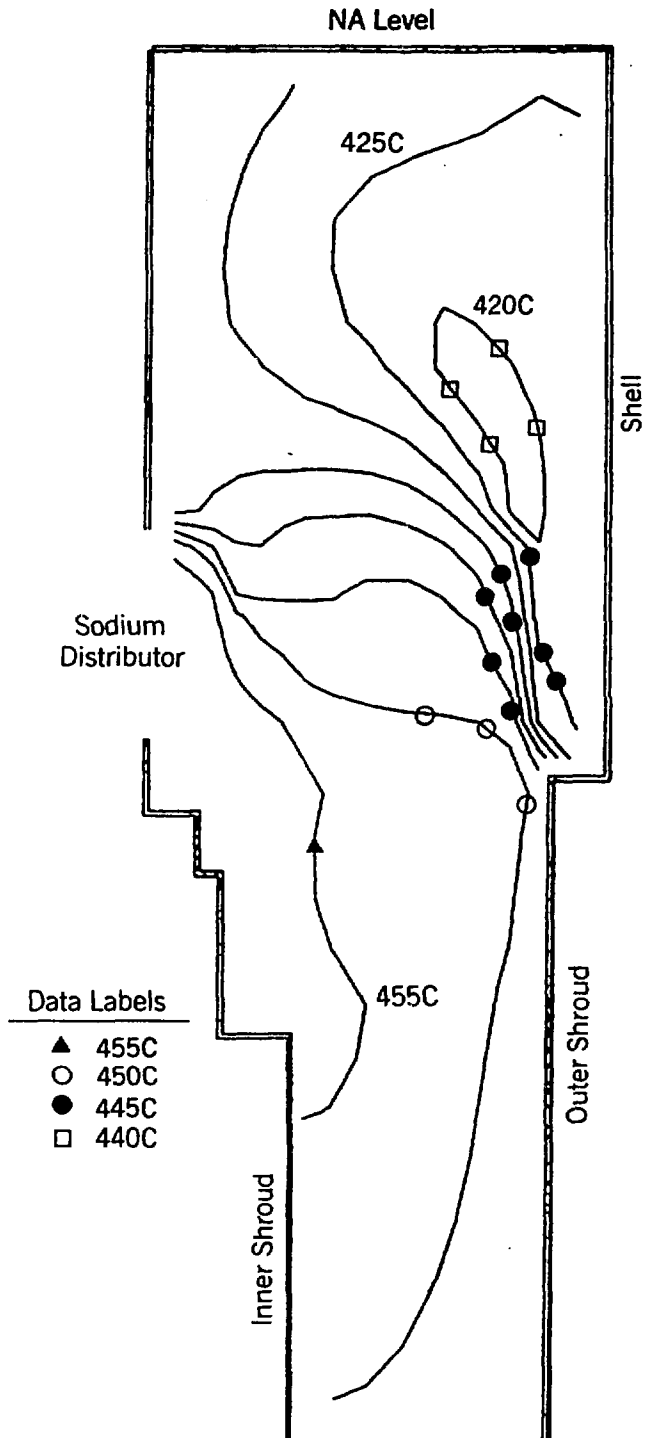 NA Level
425C
420C
Shell
Sodium
Distributor
455C
Data Labels
455C
450C
445C
440C
Inner Shroud
Outer Shroud